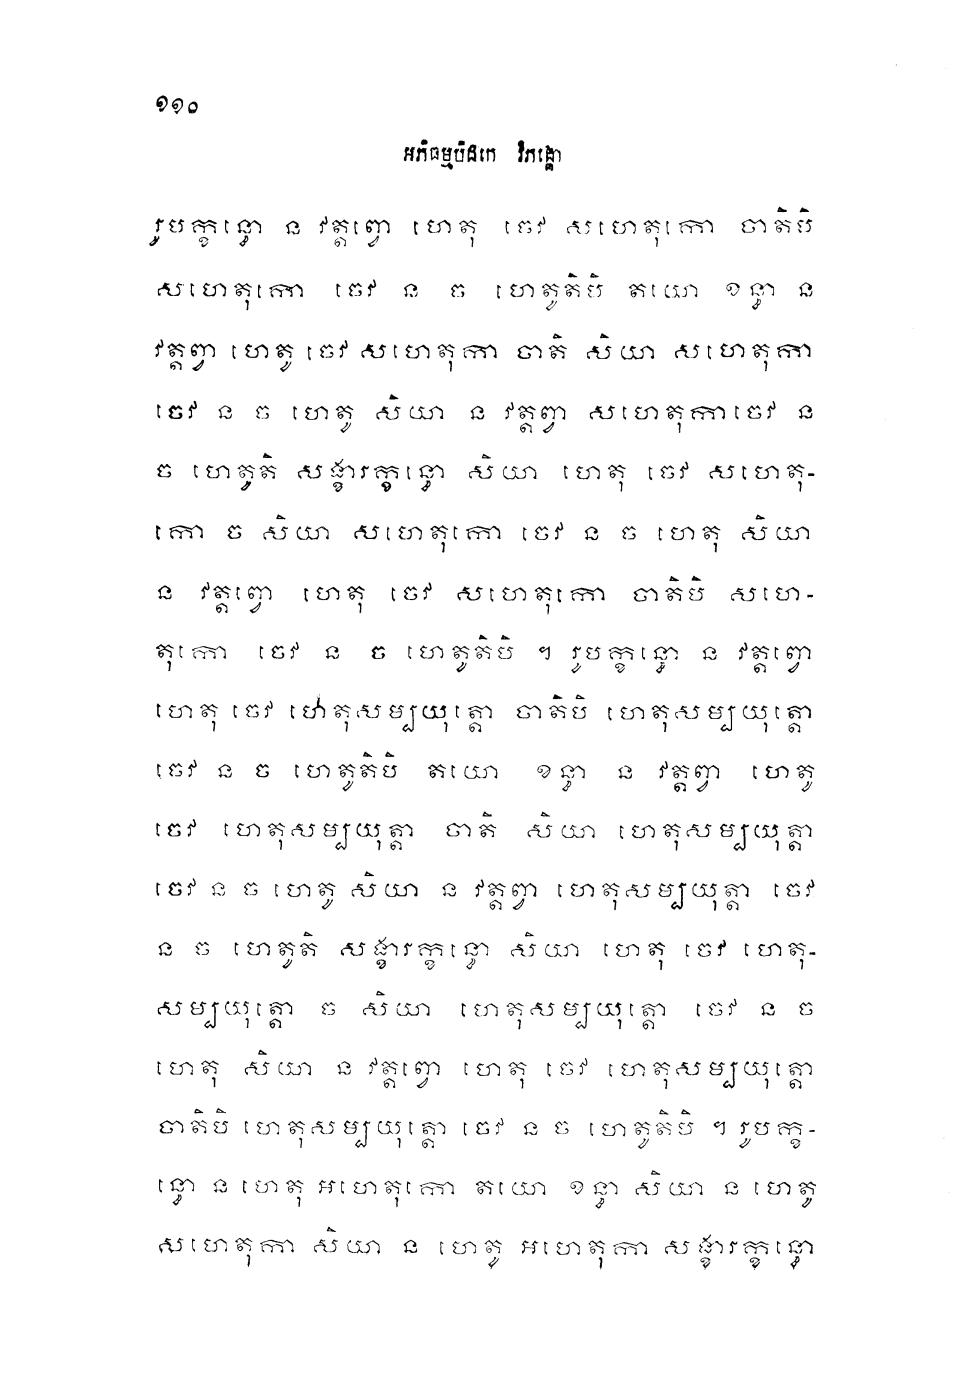 ១១០
អភិធម្មបិដកេ វិភង្គោ
រូបក្ខន្ធោ ន វត្តព្វោ ហេតុ ចេវ សហេតុកោ ចាតិបិ
សហេតុកោ ចេវ ន ច ហេតូតិបិ តយោ ខន្ធា ន
វត្តព្វា ហេតូ ចេវ សហេតុកា ចាតិ សិយា សហេតុកា
ចេវ ន ច ហេតូ សិយា ន វត្តព្វា សហេតុកា ចេវ ន
ច ហេតូតិ សង្ខារក្ខន្ធោ សិយា ហេតុ ចេវ សហេតុ-
កោ ច សិយា សហេតុកោ ចេវ ន ច ហេតុ សិយា
ន វត្តព្វោ ហេតុ ចេវ សហេតុកោ ចាតិបិ សហេ-
តុកោ ចេវ ន ច ហេតូតិបិ ។ រូបក្ខន្ធោ ន វត្តព្វោ
ហេតុ ចេវ ហេតុសម្បយុត្តោ ចាតិបិ ហេតុសម្បយុត្តោ
ចេវ ន ច ហេតូតិបិ តយោ ខន្ធា ន វត្តព្វា ហេតូ
ចេវ ហេតុសម្បយុត្តា ចាតិ សិយា ហេតុសម្បយុត្តា
ចេវ ន ច ហេតូ សិយា ន វត្តព្វា ហេតុសម្បយុត្តា ចេវ
ន ច ហេតូតិ សង្ខារក្ខន្ធោ សិយា ហេតុ ចេវ ហេតុ-
សម្បយុត្តោ ច សិយា ហេតុសម្បយុត្តោ ចេវ ន ច
ហេតុ សិយា ន វត្តព្វោ ហេតុ ចេវ ហេតុសម្បយុត្តោ
ចាតិបិ ហេតុសម្បយុត្តោ ចេវ ន ច ហេតូតិបិ ។ រូបក្ខ-
ន្ធោ ន ហេតុ អហេតុកោ តយោ ខន្ធា សិយា ន ហេតូ
សហេតុកា សិយា ន ហេតូ អហេតុកា សង្ខារក្ខន្ធោ